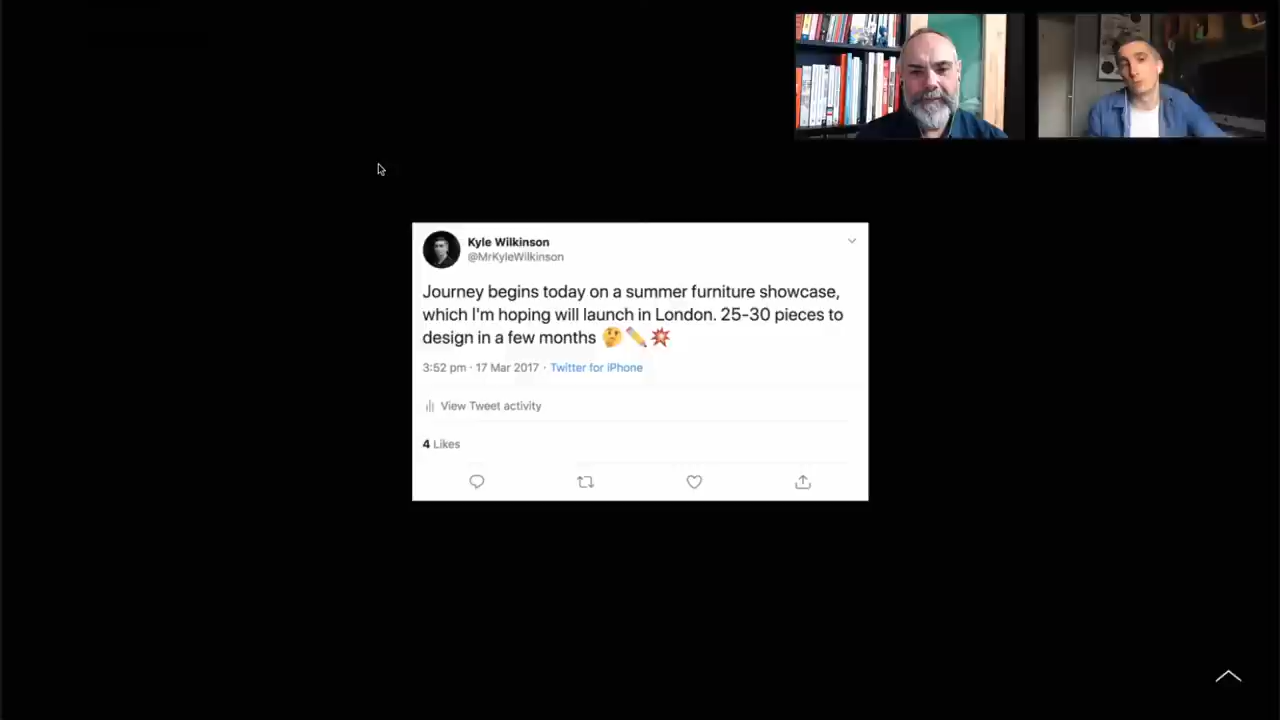 Kyle Wilkinson
@MrKyleWilkinson
Journey begins today on a summer furniture showcase,
which I'm hoping will launch in London. 25-30 pieces to
design in a few months 🤔✏️💥
3:52 pm · 17 Mar 2017 · Twitter for iPhone
View Tweet activity
4 Likes